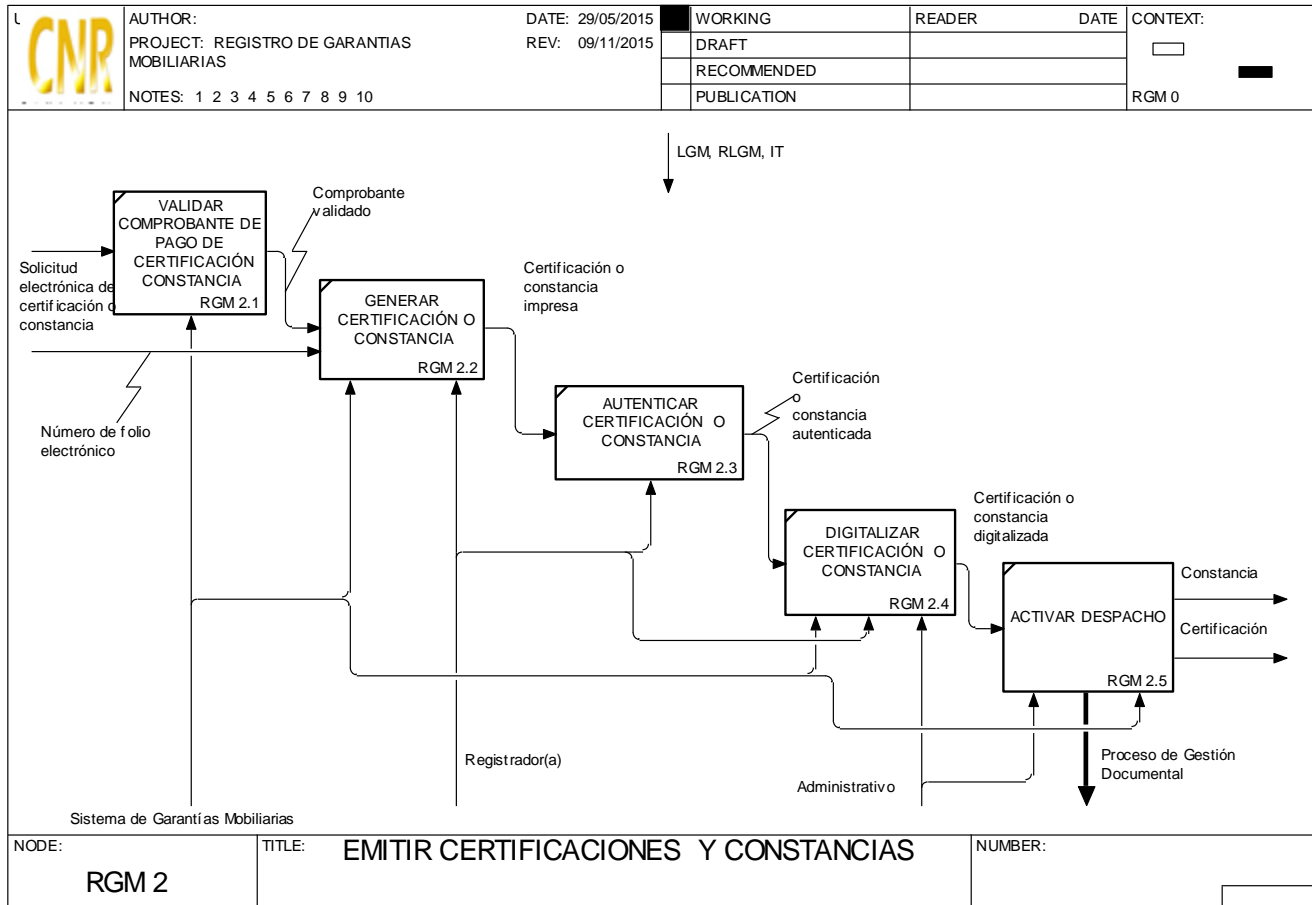 U
CNR
AUTHOR:
DATE: 29/05/2015
PROJECT: REGISTRO DE GARANTIAS
MOBILIARIAS
REV: 09/11/2015
NOTES: 1 2 3 4 5 6 7 8 9 10
WORKING
DRAFT
RECOMMENDED
PUBLICATION
READER DATE
CONTEXT:
RGM 0
LGM, RLGM, IT
VALIDAR
COMPROBANTE DE
PAGO DE
CERTIFICACIÓN
CONSTANCIA
RGM 2.1
Comprobante
validado
Solicitud
electrónica de
certificación o
constancia
GENERAR
CERTIFICACIÓN O
CONSTANCIA
RGM 2.2
Certificación o
constancia
impresa
Número de folio
electrónico
AUTENTICAR
CERTIFICACIÓN O
CONSTANCIA
RGM 2.3
Certificación
o
constancia
autenticada
DIGITALIZAR
CERTIFICACIÓN O
CONSTANCIA
RGM 2.4
Certificación o
constancia
digitalizada
ACTIVAR DESPACHO
RGM 2.5
Constancia
Certificación
Registrador(a)
Administrativo
Proceso de Gestión
Documental
Sistema de Garantías Mobiliarias
NODE:
RGM 2
TITLE:
EMITIR CERTIFICACIONES Y CONSTANCIAS
NUMBER: